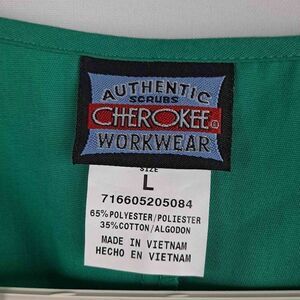 AUTHENTIC
SCRUBS
CHEROKEE®
WORKWEAR
SIZE
L
716605205084
65% POLYESTER/POLIESTER
35% COTTON/ALGODON
MADE IN VIETNAM
HECHO EN VIETNAM